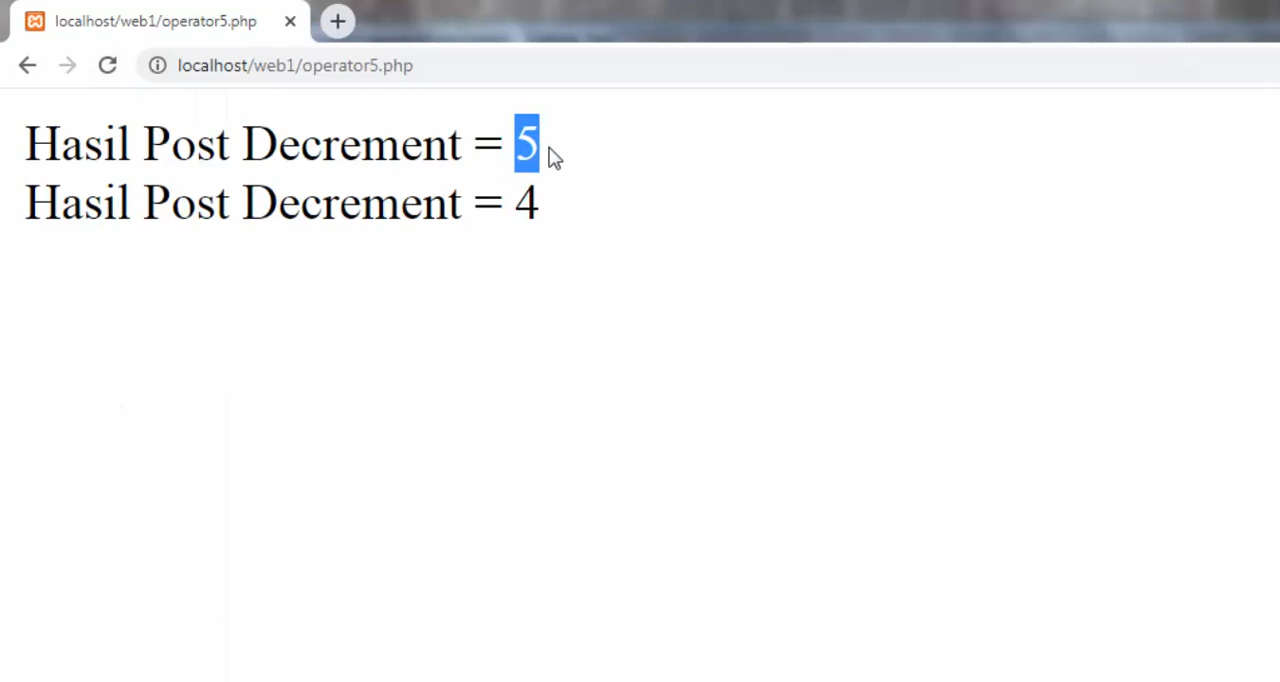 localhost/web1/operator5.php
localhost/web1/operator5.php
Hasil Post Decrement = 5
Hasil Post Decrement = 4